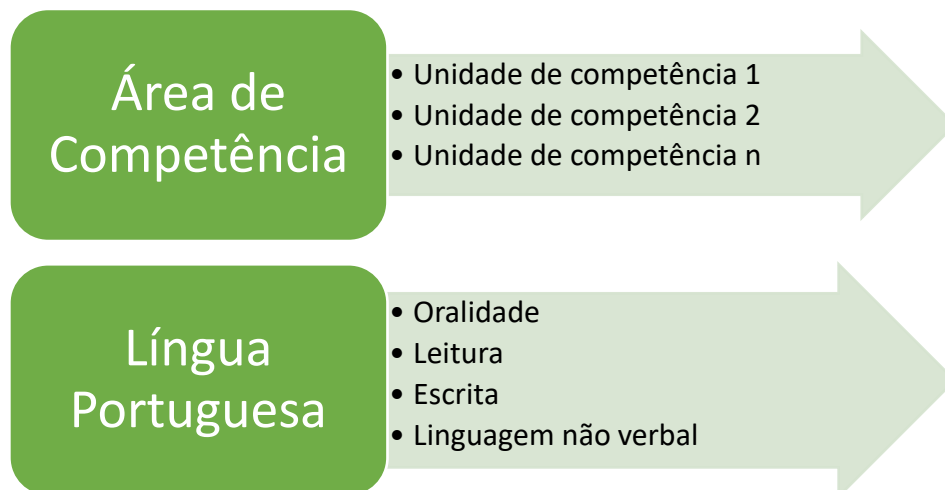 Área de
Competência
• Unidade de competência 1
• Unidade de competência 2
• Unidade de competência n
Língua
Portuguesa
• Oralidade
• Leitura
• Escrita
• Linguagem não verbal